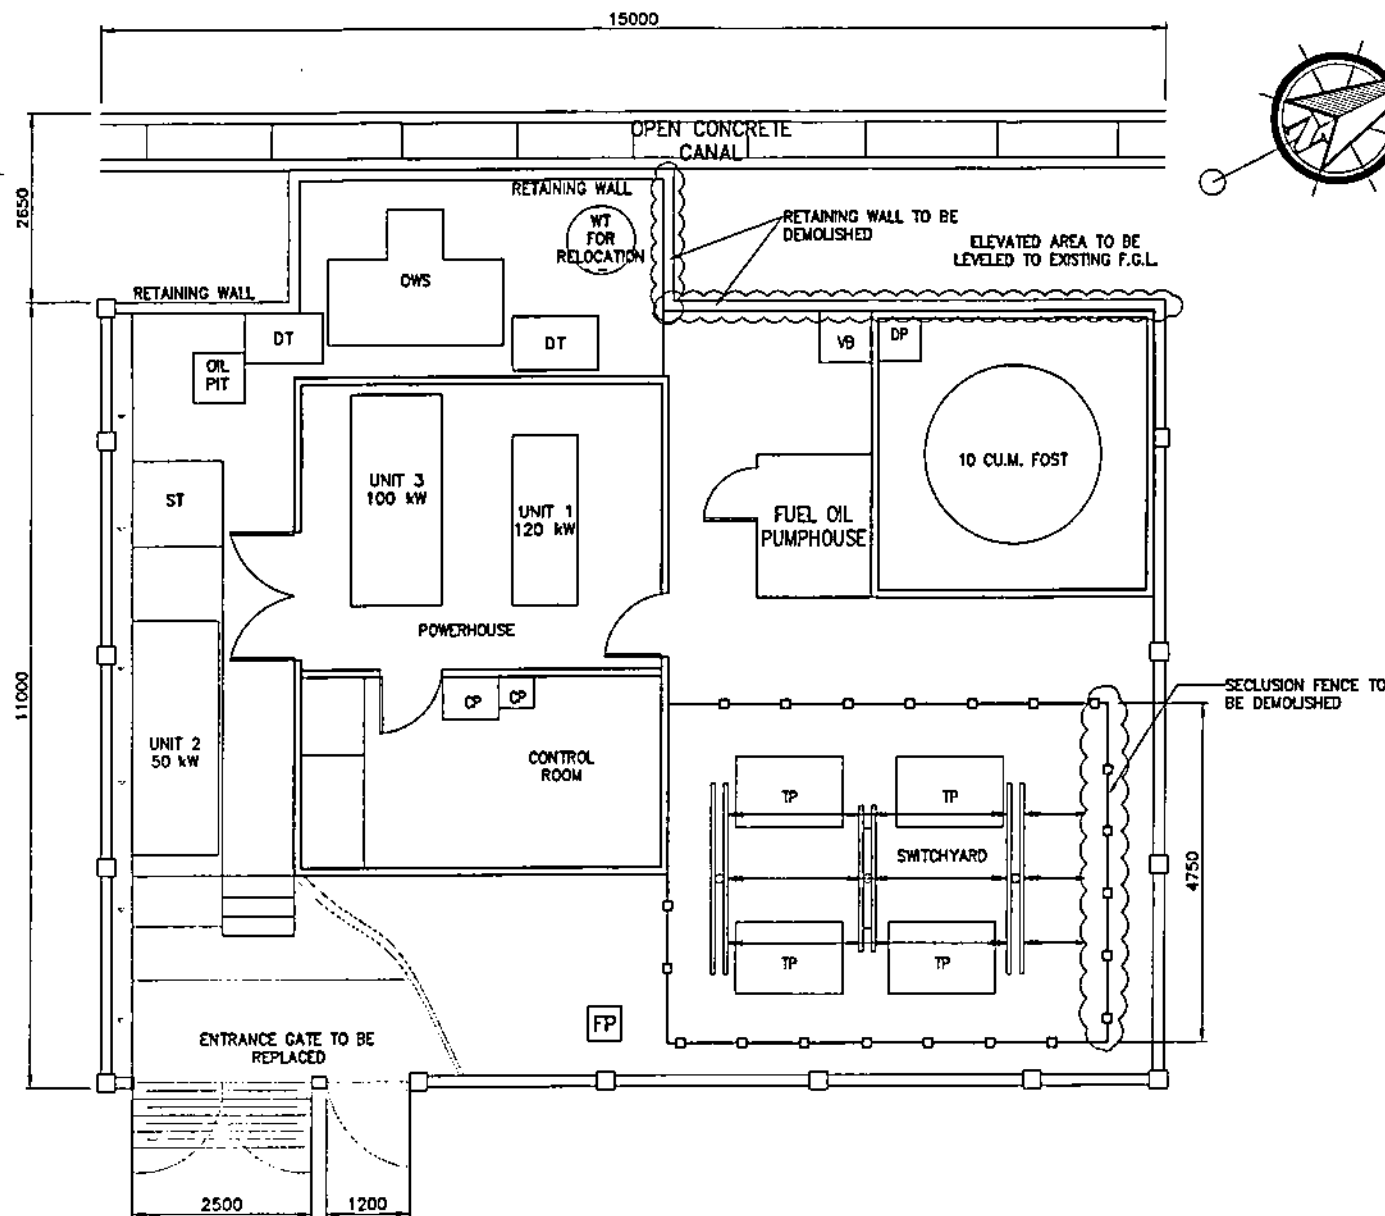 15000
OPEN CONCRETE
CANAL
2650
RETAINING WALL
WT
FOR
RELOCATION
RETAINING WALL TO BE
DEMOLISHED
ELEVATED AREA TO BE
LEVELED TO EXISTING F.G.L.
N
RETAINING WALL
OWS
DT
OIL
PIT
DT
VB
DP
ST
UNIT 3
100 kW
UNIT 1
120 kW
10 CU.M. FOST
FUEL OIL
PUMPHOUSE
POWERHOUSE
11000
CP
CP
SECLUSION FENCE TO
BE DEMOLISHED
UNIT 2
50 kW
CONTROL
ROOM
TP
TP
SWITCHYARD
4750
TP
TP
FP
ENTRANCE GATE TO BE
REPLACED
2500
1200